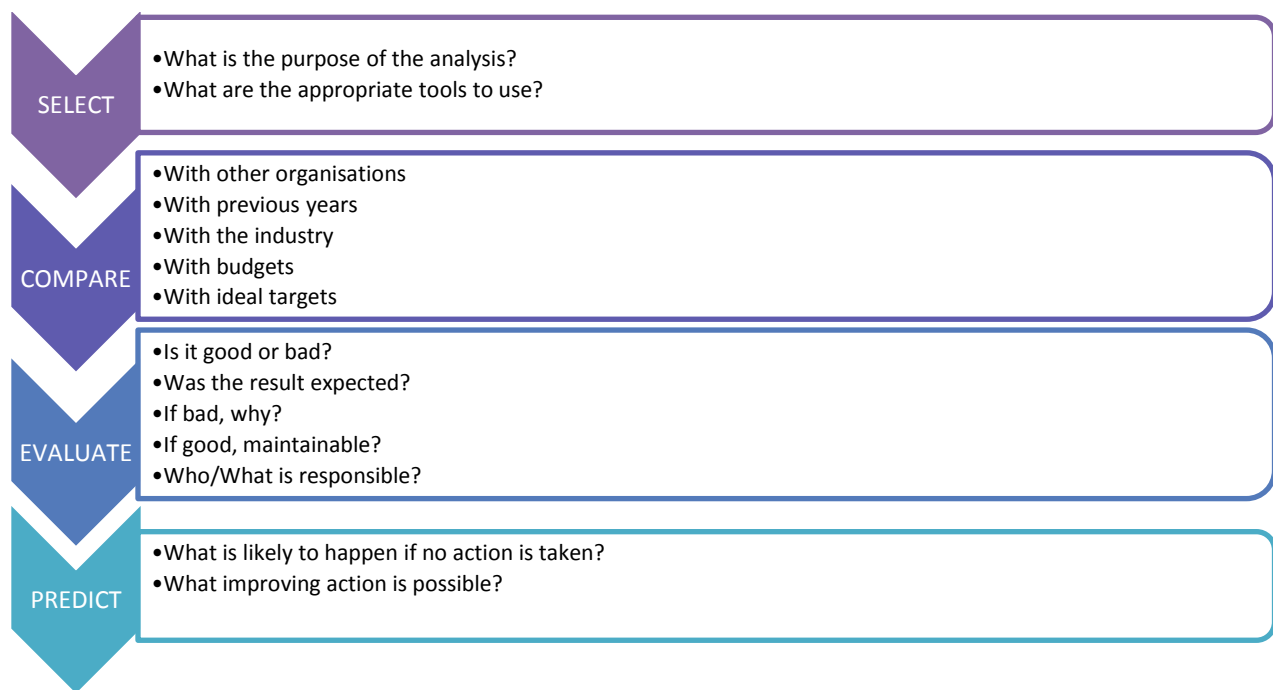 SELECT
•What is the purpose of the analysis?
•What are the appropriate tools to use?
COMPARE
•With other organisations
•With previous years
•With the industry
•With budgets
•With ideal targets
EVALUATE
•Is it good or bad?
•Was the result expected?
•If bad, why?
•If good, maintainable?
•Who/What is responsible?
PREDICT
•What is likely to happen if no action is taken?
•What improving action is possible?